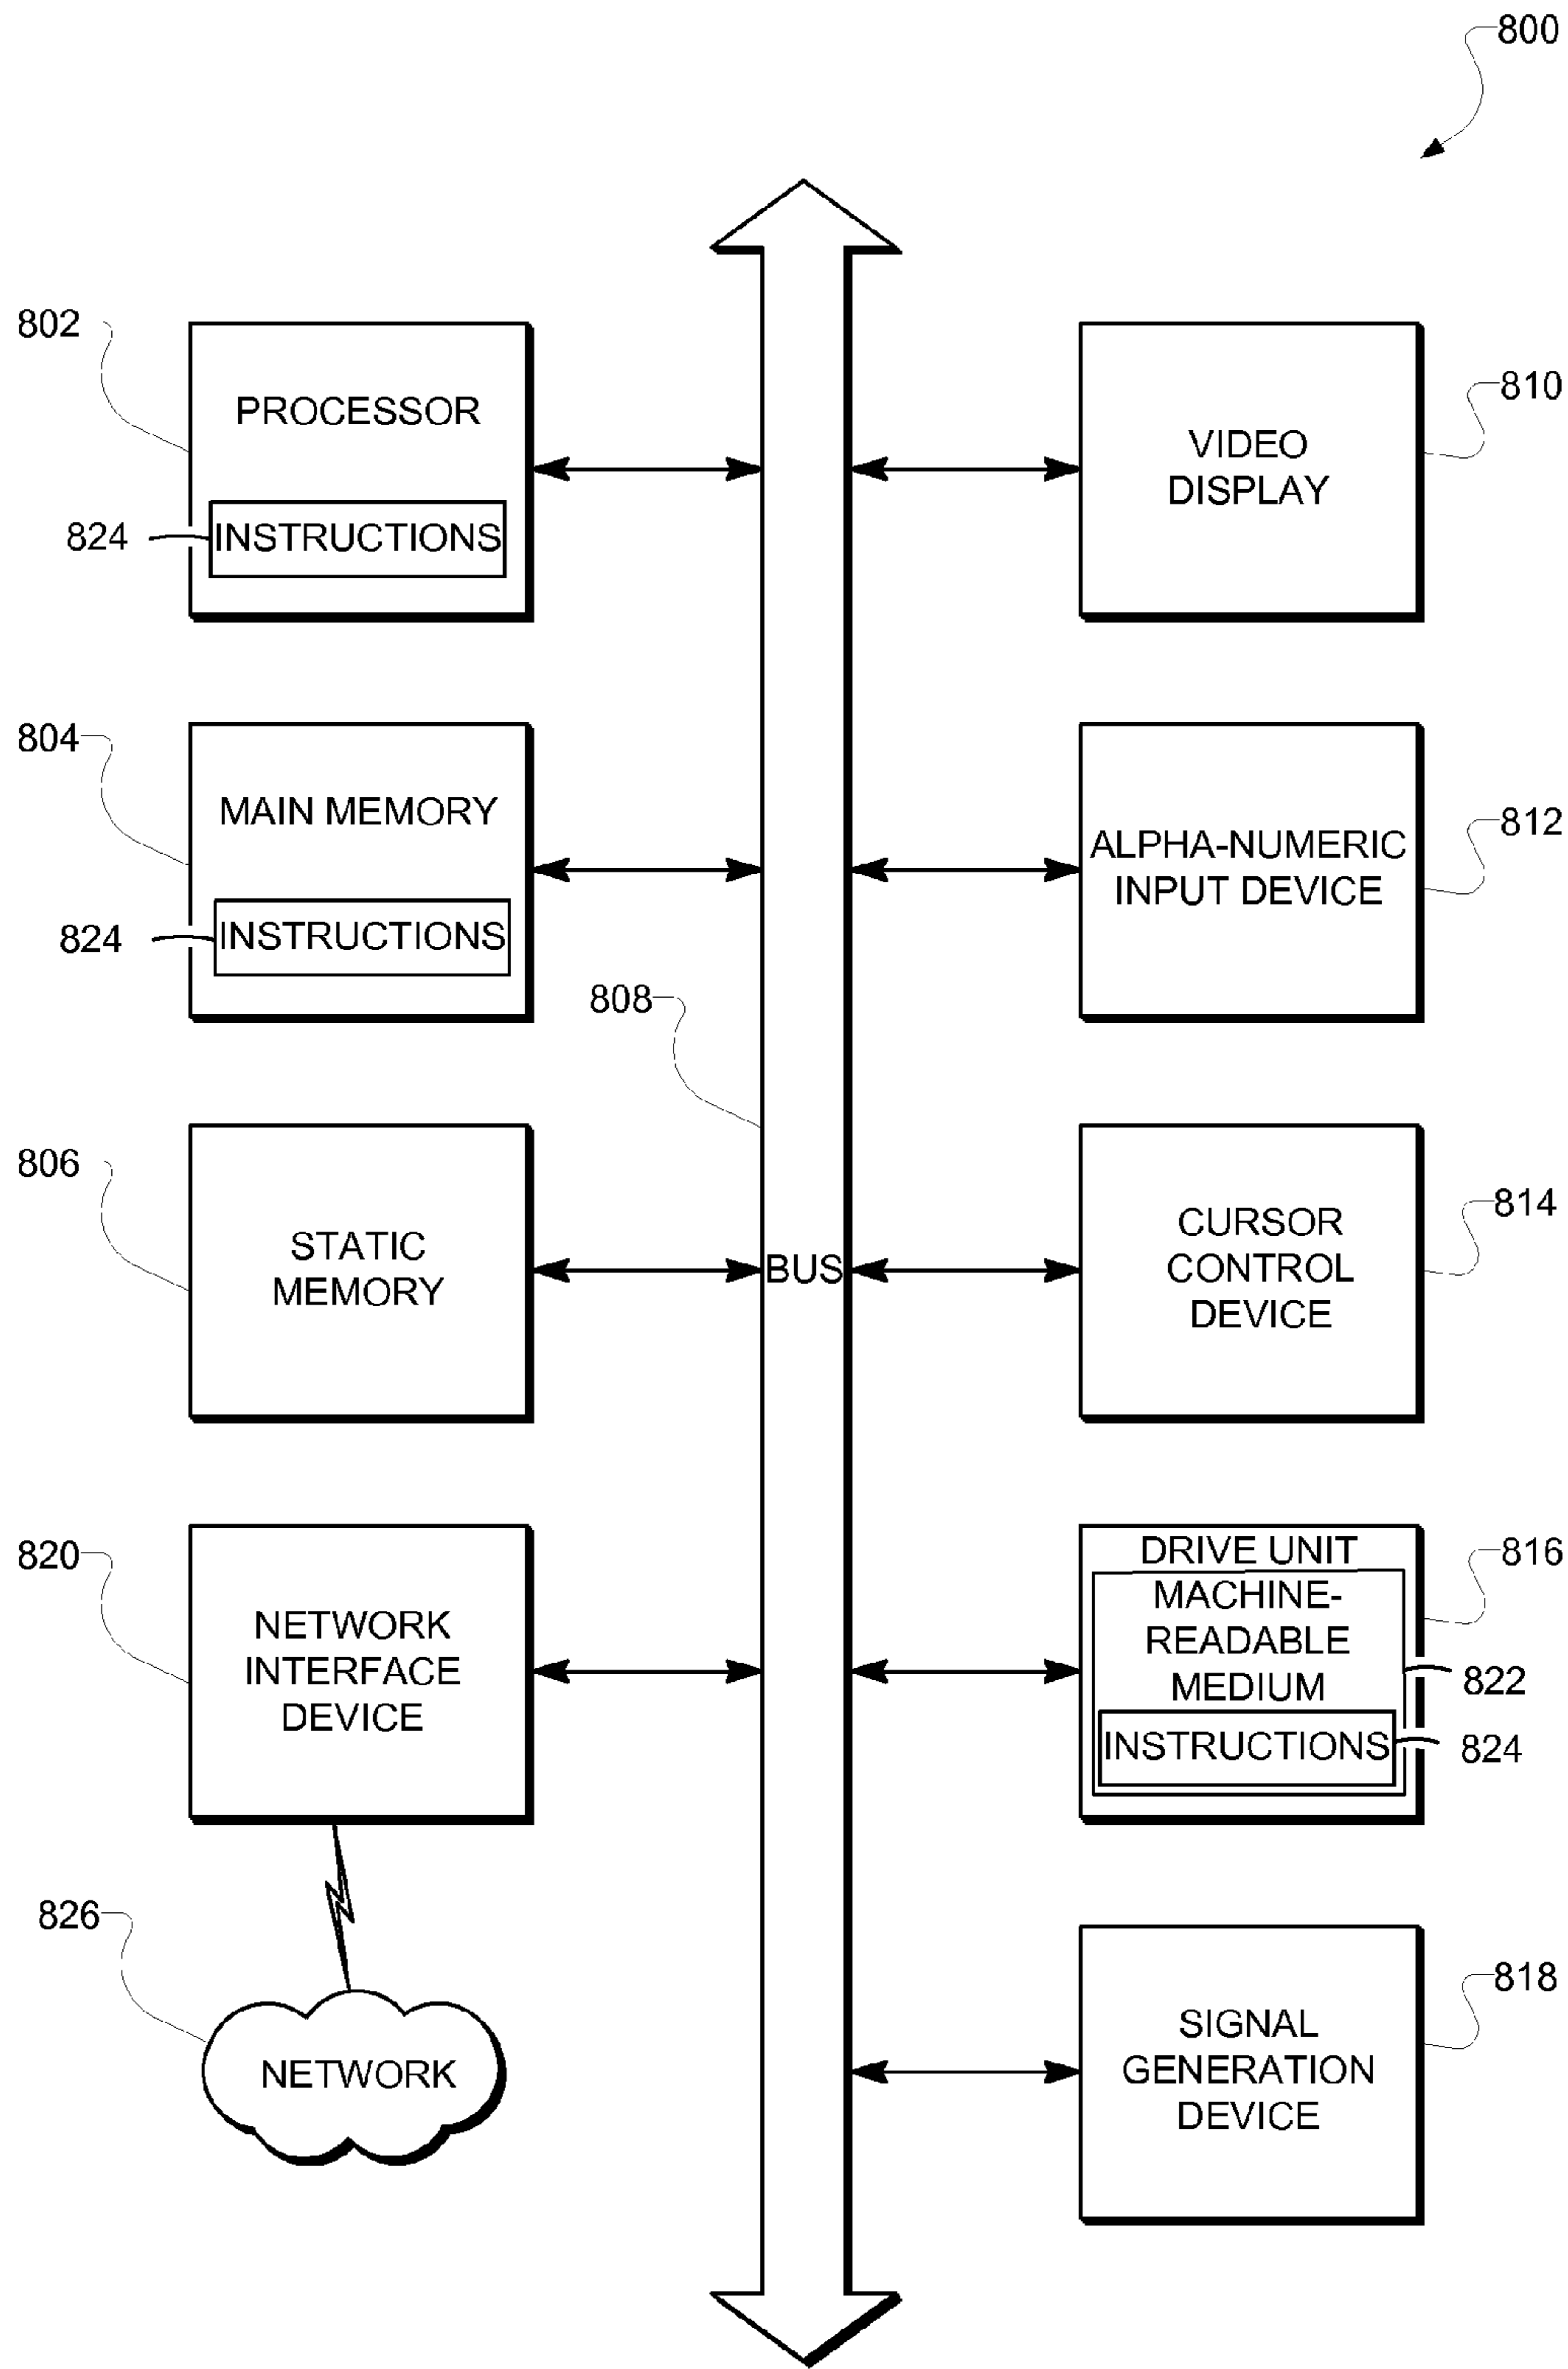 800
802
PROCESSOR
824
INSTRUCTIONS
810
VIDEO
DISPLAY
804
MAIN MEMORY
824
INSTRUCTIONS
812
ALPHA-NUMERIC
INPUT DEVICE
808
BUS
806
STATIC
MEMORY
814
CURSOR
CONTROL
DEVICE
820
NETWORK
INTERFACE
DEVICE
816
DRIVE UNIT
MACHINE-
READABLE
MEDIUM
822
INSTRUCTIONS
824
826
NETWORK
818
SIGNAL
GENERATION
DEVICE